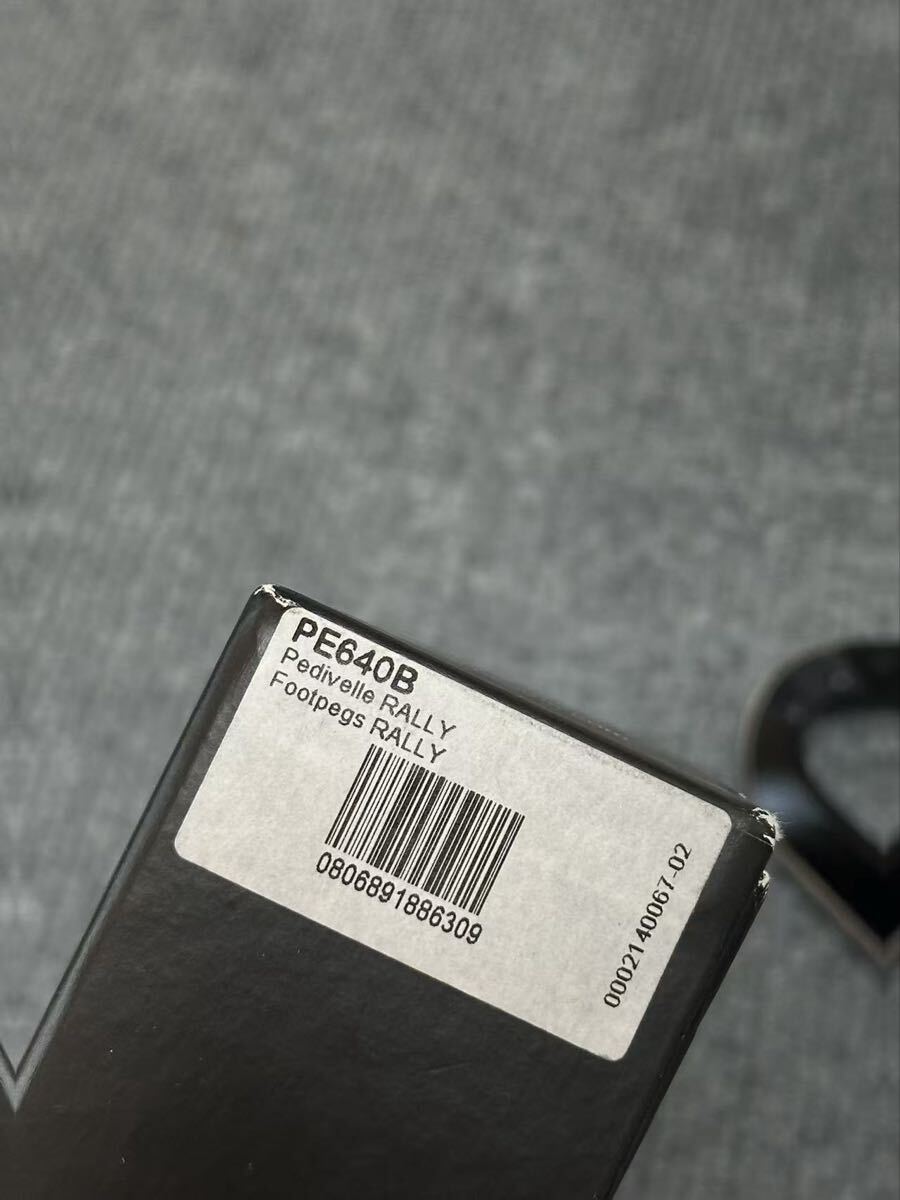 PE640B
Pedivelle RALLY
Footpegs RALLY
0806891886309
0002140067-02